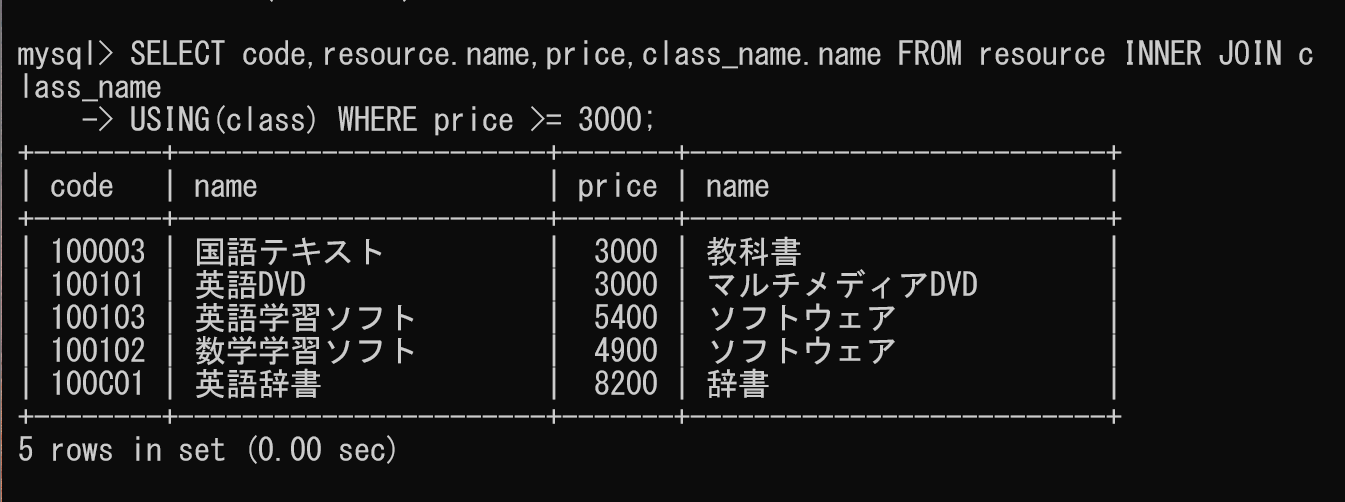 mysql> SELECT code,resource.name,price,class_name.name FROM resource INNER JOIN c
lass_name
    -> USING(class) WHERE price >= 3000;
+--------+-----------------------+-------+--------------------------+
| code   | name                  | price | name                     |
+--------+-----------------------+-------+--------------------------+
| 100003 | 国語テキスト          |  3000 | 教科書                   |
| 100101 | 英語DVD               |  3000 | マルチメディアDVD        |
| 100103 | 英語学習ソフト        |  5400 | ソフトウェア             |
| 100102 | 数学学習ソフト        |  4900 | ソフトウェア             |
| 100C01 | 英語辞書              |  8200 | 辞書                     |
+--------+-----------------------+-------+--------------------------+
5 rows in set (0.00 sec)